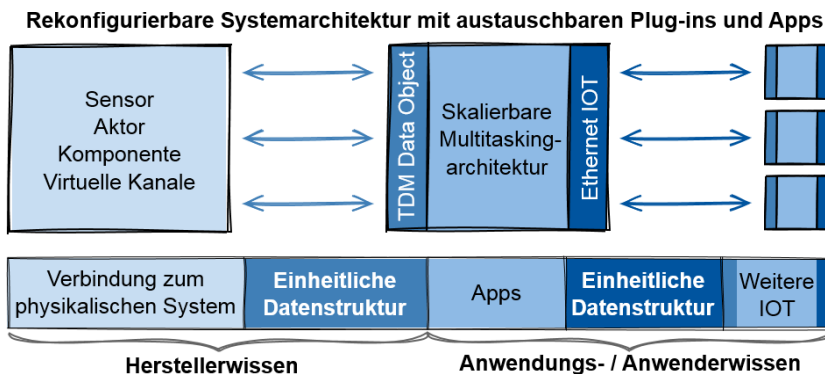 Rekonfigurierbare Systemarchitektur mit austauschbaren Plug-ins und Apps
Sensor
Aktor
Komponente
Virtuelle Kanäle
TDM Data Object
Skalierbare
Multitasking-
architektur
Ethernet IOT
Verbindung zum
physikalischen System
Einheitliche
Datenstruktur
Apps
Einheitliche
Datenstruktur
Weitere
IOT
Herstellerwissen
Anwendungs- / Anwenderwissen